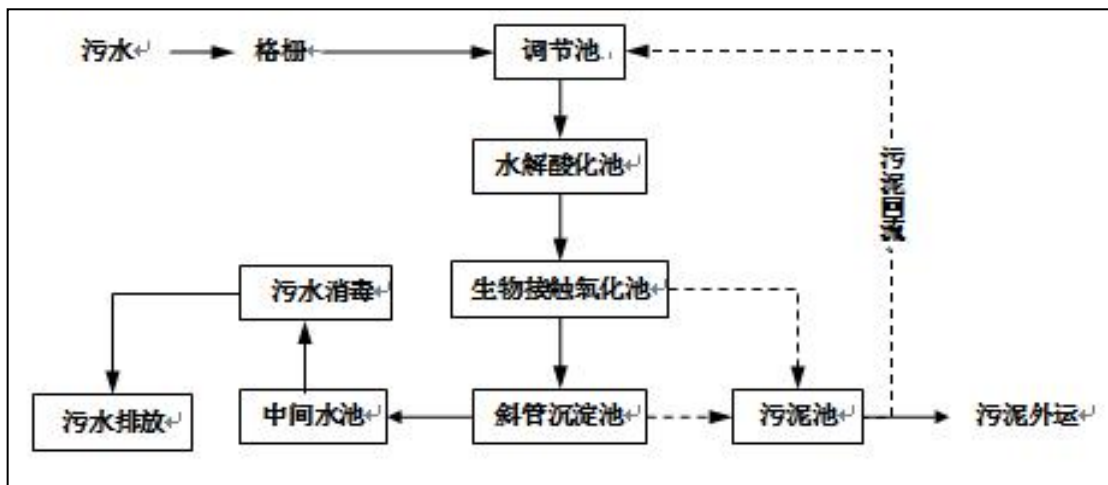 污水
格栅
调节池
水解酸化池
污泥回流
污水消毒
生物接触氧化池
污水排放
中间水池
斜管沉淀池
污泥池
污泥外运